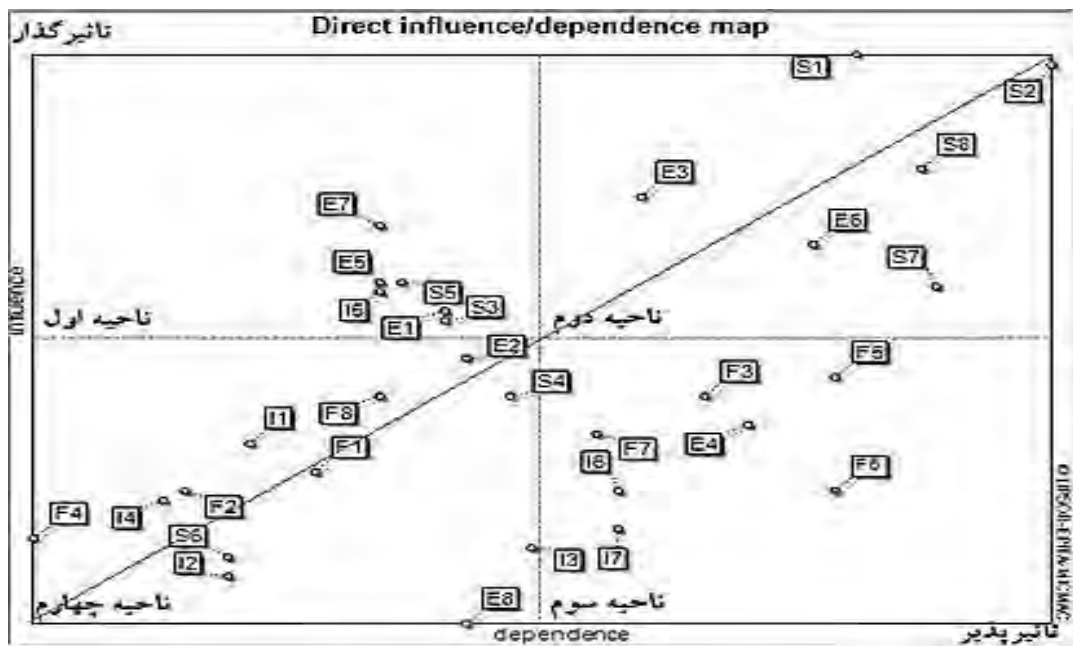 Direct influence/dependence map
تاثیرگذار
S1
S2
S8
E3
E7
E6
E5
S7
S5
S3
I5
E1
influence
ناحیه اول
ناحیه دوم
E2
F5
F3
S4
F8
I1
F1
F7
E4
I6
F6
F4
I4
F2
S6
I2
I3
I7
ناحیه چهارم
E8
ناحیه سوم
dependence
تاثیرپذیر